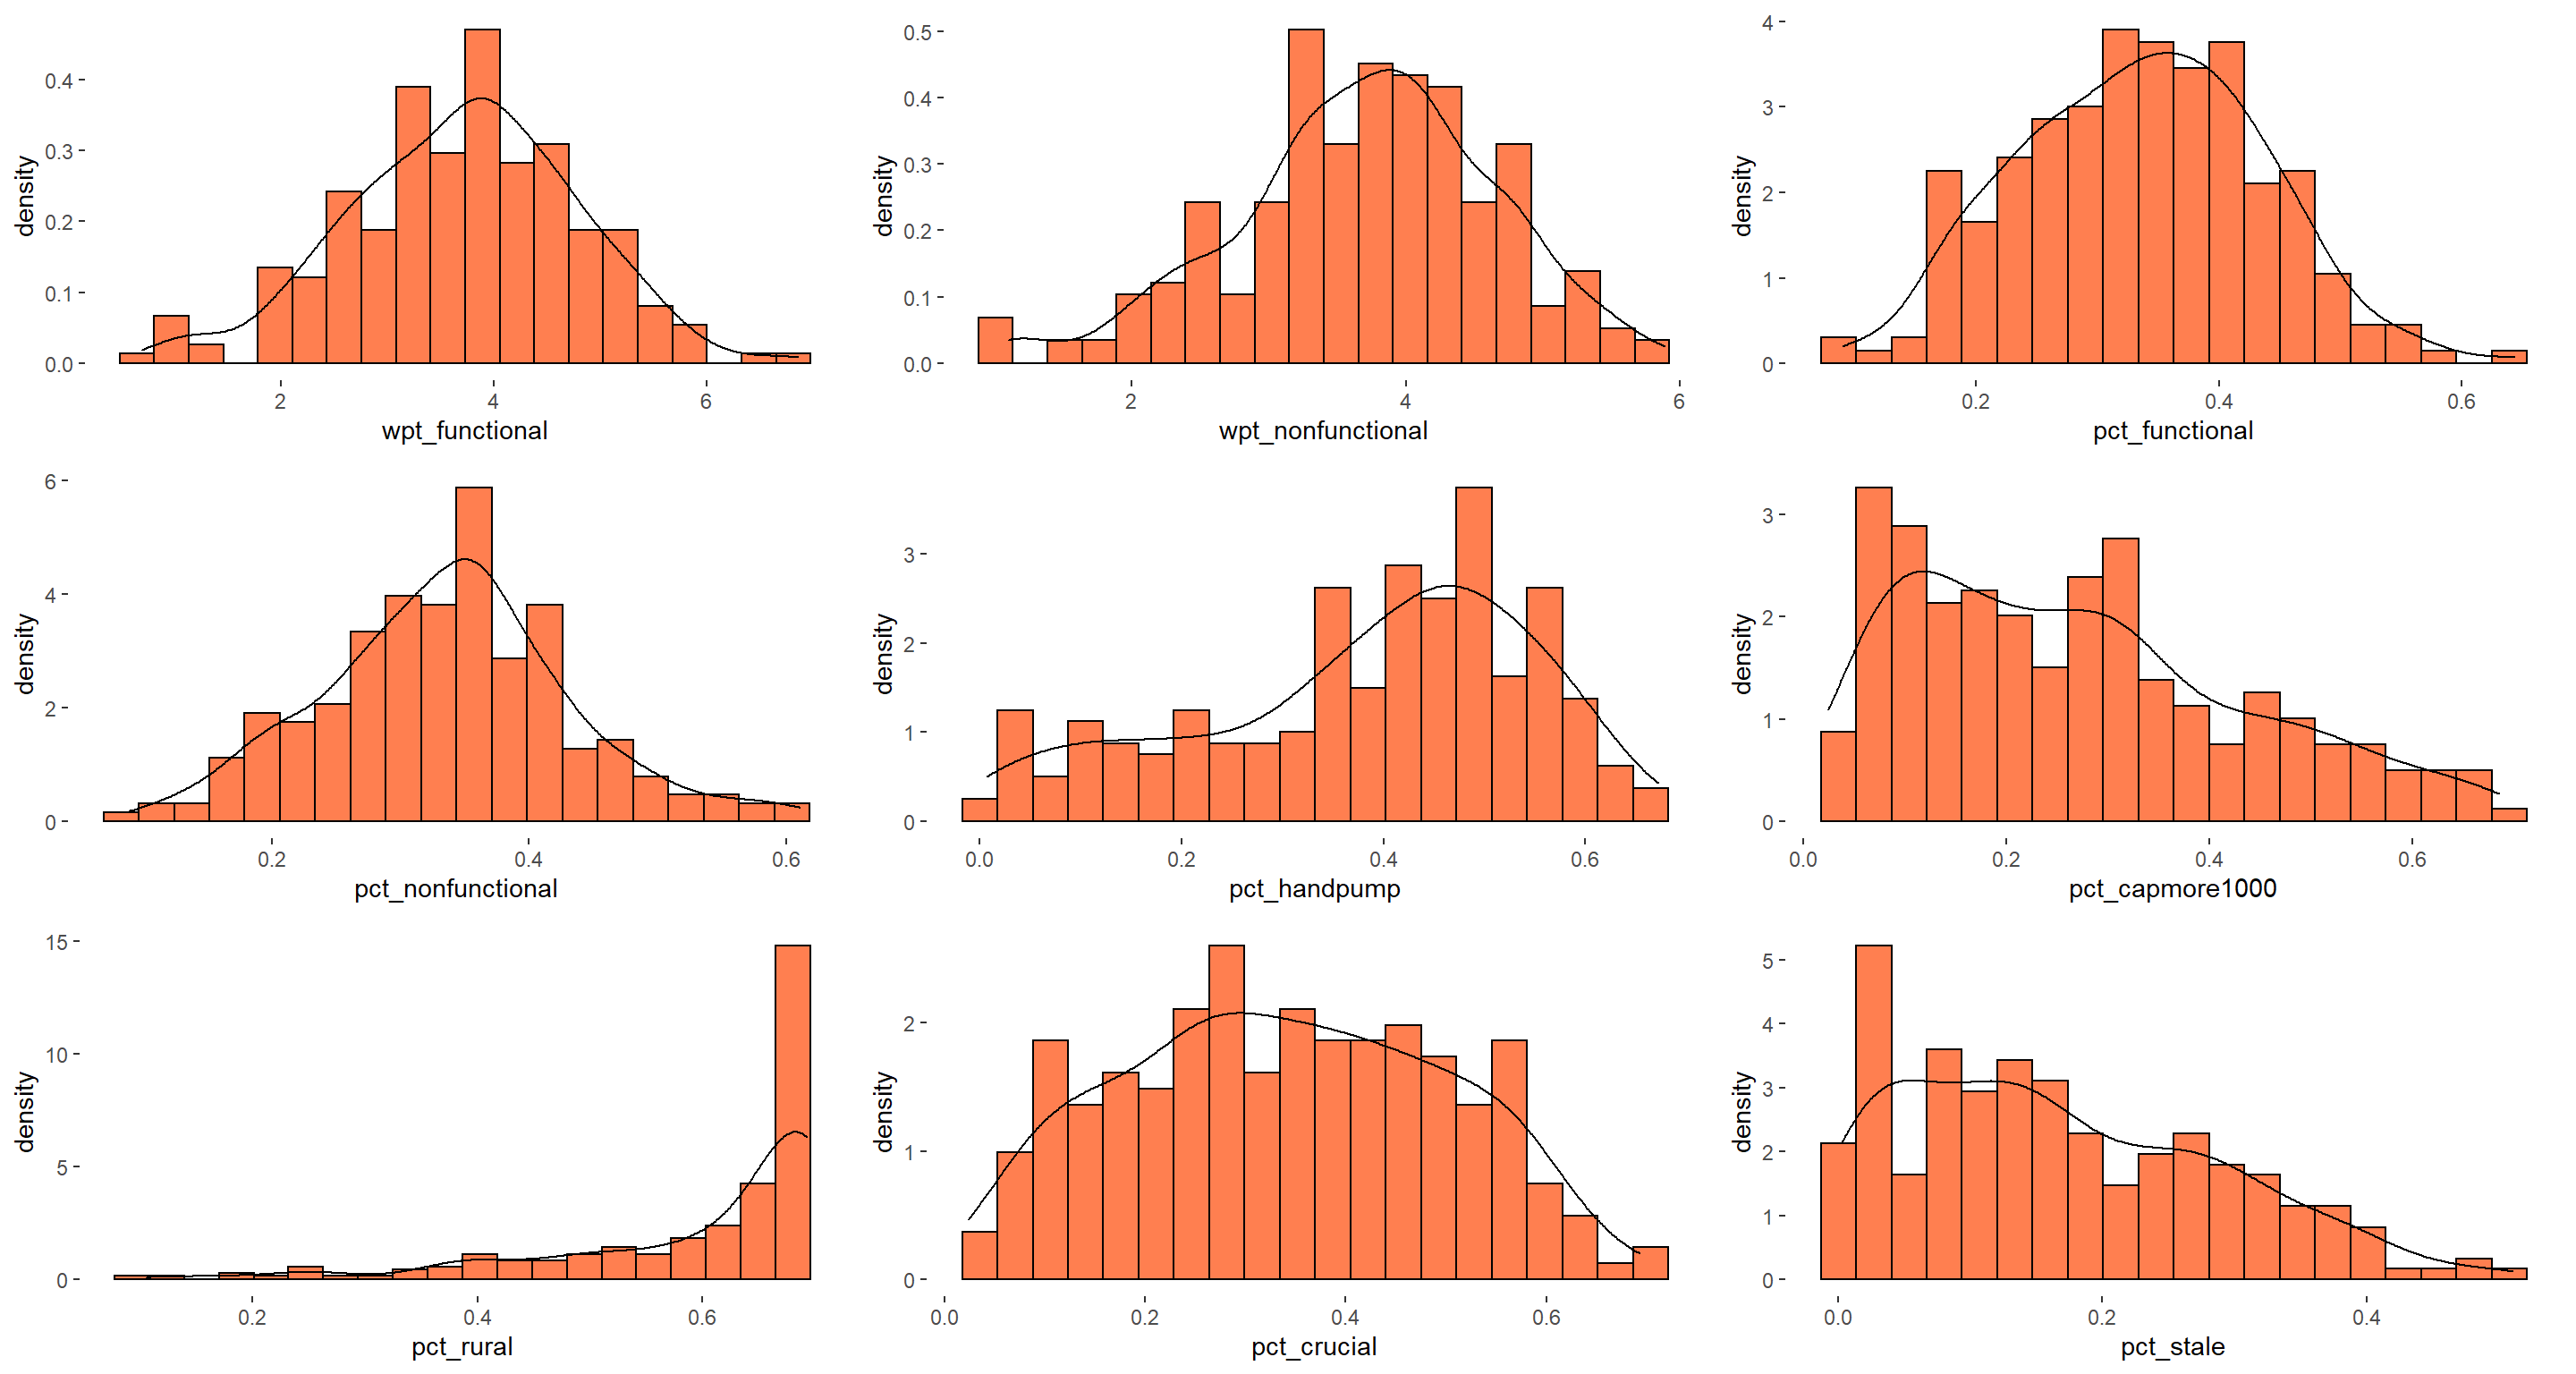 density
0.4
0.3
0.2
0.1
0.0
2 4 6
wpt_functional
density
0.5
0.4
0.3
0.2
0.1
0.0
2 4 6
wpt_nonfunctional
density
4
3
2
1
0
0.2 0.4 0.6
pct_functional
density
6
4
2
0
0.2 0.4 0.6
pct_nonfunctional
density
3
2
1
0
0.0 0.2 0.4 0.6
pct_handpump
density
3
2
1
0
0.0 0.2 0.4 0.6
pct_capmore1000
density
15
10
5
0
0.2 0.4 0.6
pct_rural
density
2
1
0
0.0 0.2 0.4 0.6
pct_crucial
density
5
4
3
2
1
0
0.0 0.2 0.4
pct_stale